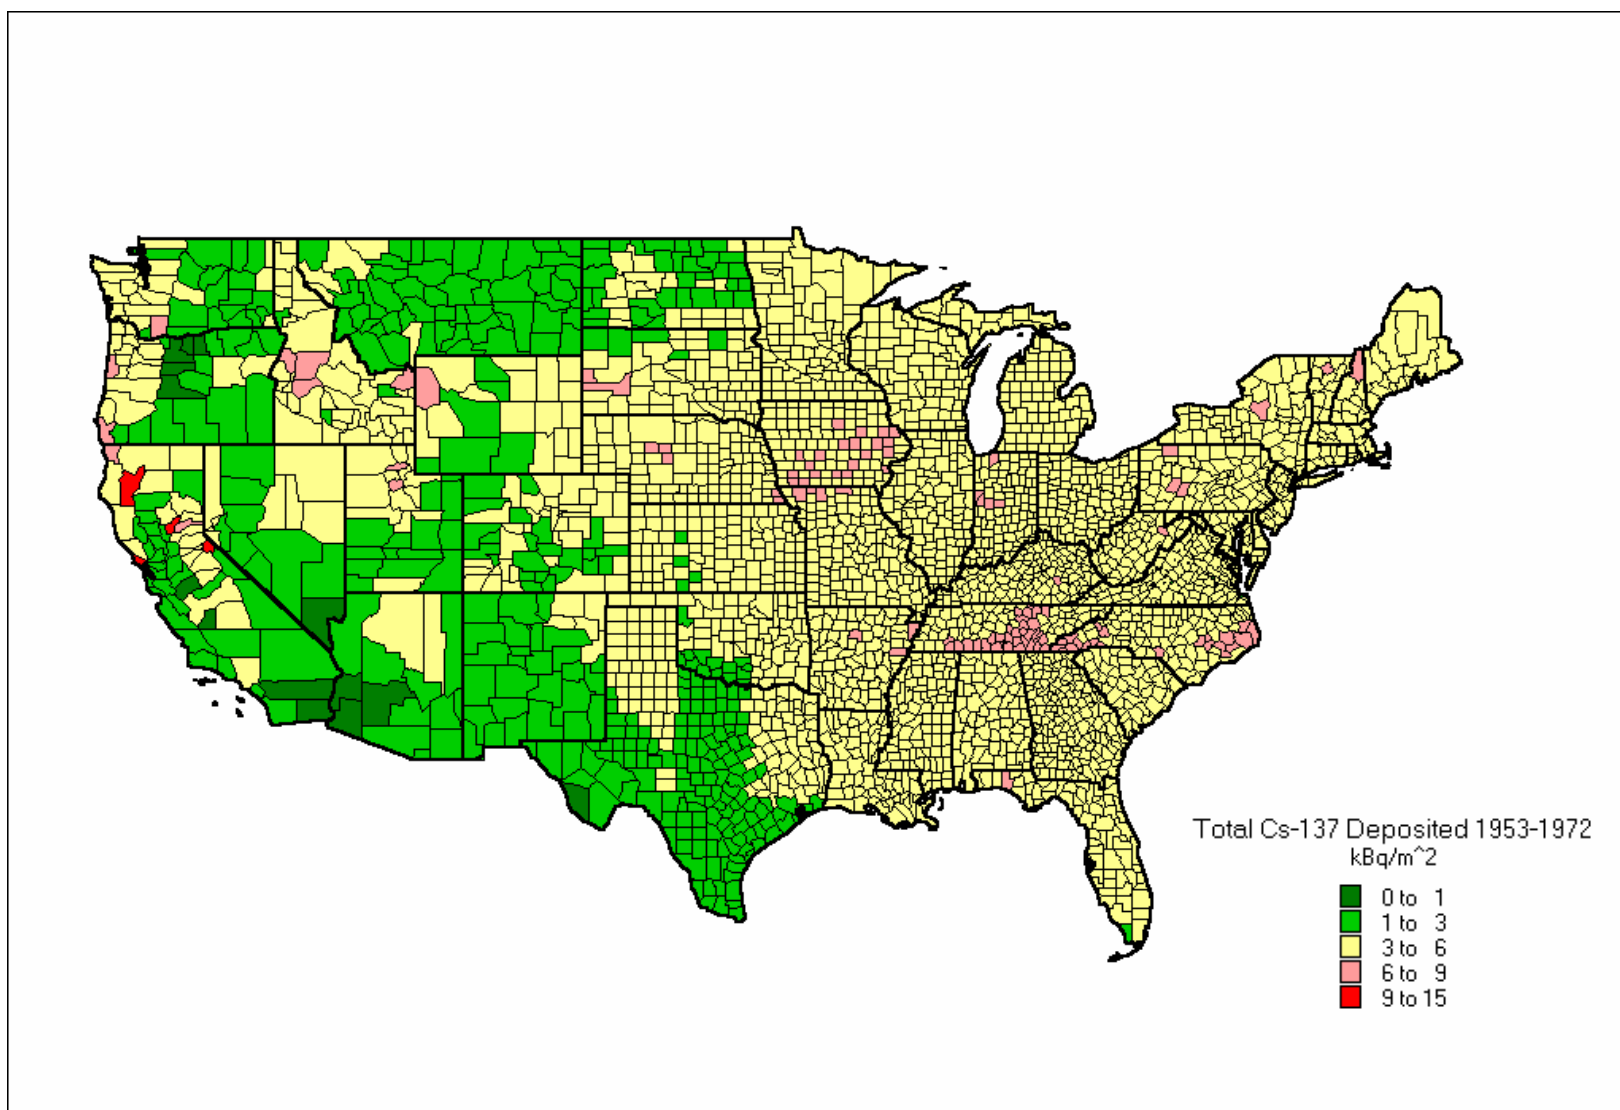 Total Cs-137 Deposited 1953-1972
kBq/m^2
0 to 1
1 to 3
3 to 6
6 to 9
9 to 15